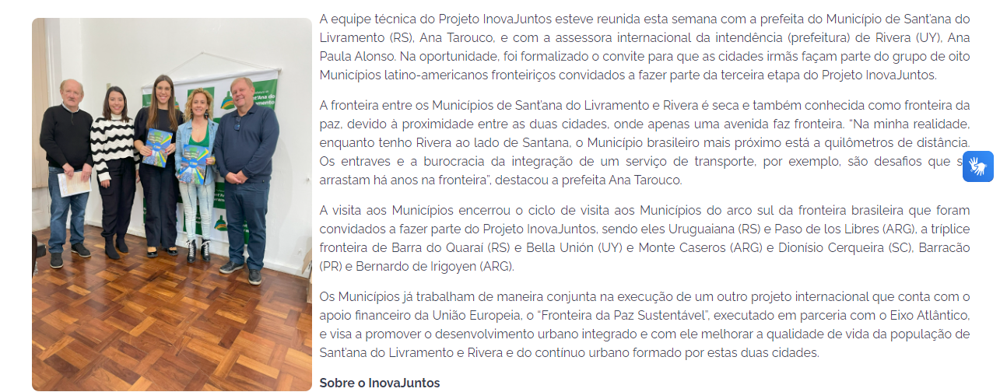 A equipe técnica do Projeto InovaJuntos esteve reunida esta semana com a prefeita do Município de Sant'ana do
Livramento (RS), Ana Tarouco, e com a assessora internacional da intendência (prefeitura) de Rivera (UY), Ana
Paula Alonso. Na oportunidade, foi formalizado o convite para que as cidades irmãs façam parte do grupo de oito
Municípios latino-americanos fronteiriços convidados a fazer parte da terceira etapa do Projeto InovaJuntos.
A fronteira entre os Municípios de Sant'ana do Livramento e Rivera é seca e também conhecida como fronteira da
paz, devido à proximidade entre as duas cidades, onde apenas uma avenida faz fronteira. “Na minha realidade,
enquanto tenho Rivera ao lado de Santana, o Município brasileiro mais próximo está a quilômetros de distância.
Os entraves e a burocracia da integração de um serviço de transporte, por exemplo, são desafios que
arrastam há anos na fronteira”, destacou a prefeita Ana Tarouco.
A visita aos Municípios encerrou o ciclo de visita aos Municípios do arco sul da fronteira brasileira que foram
convidados a fazer parte do Projeto InovaJuntos, sendo eles Uruguaiana (RS) e Paso de los Libres (ARG), a tríplice
fronteira de Barra do Quaraí (RS) e Bella Unión (UY) e Monte Caseros (ARG) e Dionísio Cerqueira (SC), Barracão
(PR) e Bernardo de Irigoyen (ARG).
Os Municípios já trabalham de maneira conjunta na execução de um outro projeto internacional que conta com o
apoio financeiro da União Europeia, o “Fronteira da Paz Sustentável”, executado em parceria com o Eixo Atlântico,
e visa a promover o desenvolvimento urbano integrado e com ele melhorar a qualidade de vida da população de
Sant'ana do Livramento e Rivera e do contínuo urbano formado por estas duas cidades.
Sobre o InovaJuntos